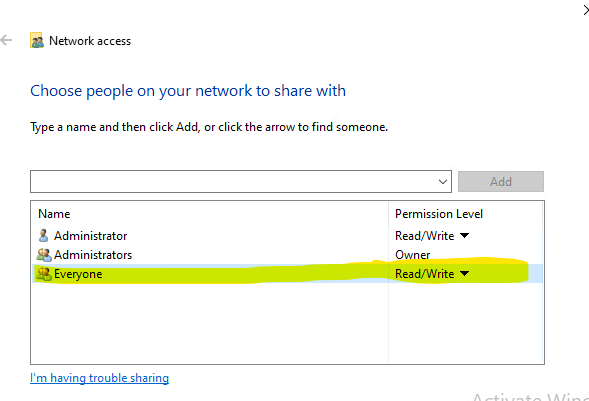 Network access
Choose people on your network to share with
Type a name and then click Add, or click the arrow to find someone.
Add
Name Permission Level
Administrator Read/Write
Administrators Owner
Everyone Read/Write
I'm having trouble sharing
Activate